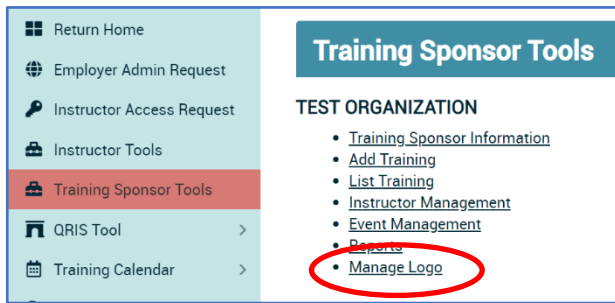 Return Home
Employer Admin Request
Instructor Access Request
Instructor Tools
Training Sponsor Tools
QRIS Tool
Training Calendar
Training Sponsor Tools
TEST ORGANIZATION
Training Sponsor Information
Add Training
List Training
Instructor Management
Event Management
Reports
Manage Logo